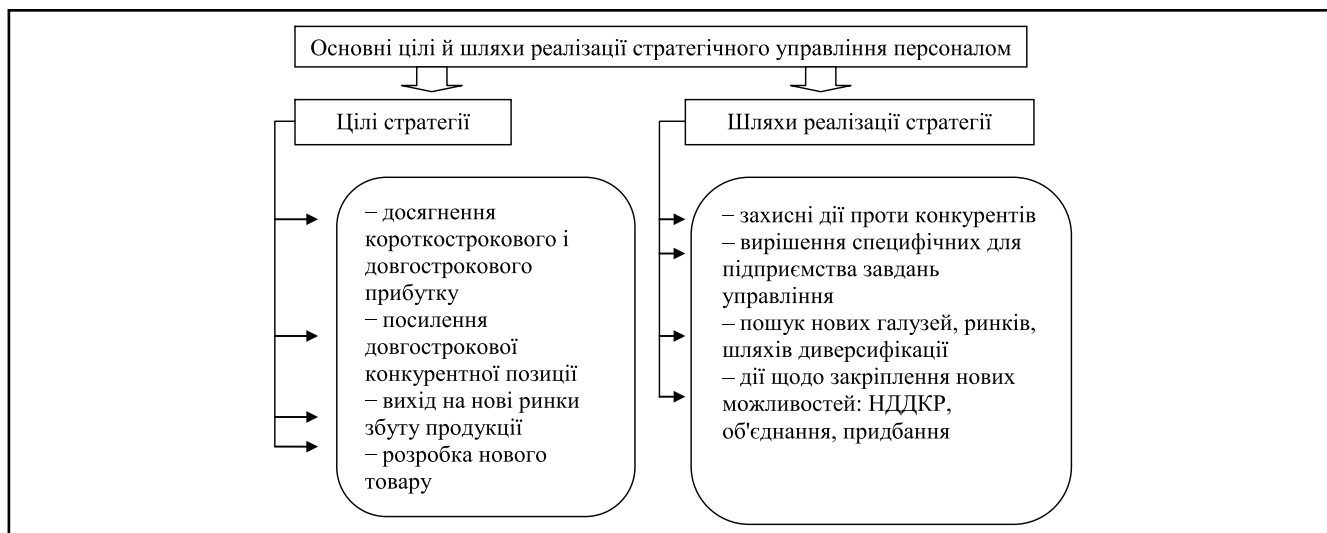 Основні цілі й шляхи реалізації стратегічного управління персоналом
Цілі стратегії
– досягнення
короткострокового і
довгострокового
прибутку
– посилення
довгострокової
конкурентної позиції
– вихід на нові ринки
збуту продукції
– розробка нового
товару
Шляхи реалізації стратегії
– захисні дії проти конкурентів
– вирішення специфічних для
підприємства завдань
управління
– пошук нових галузей, ринків,
шляхів диверсифікації
– дії щодо закріплення нових
можливостей: НДДКР,
об'єднання, придбання